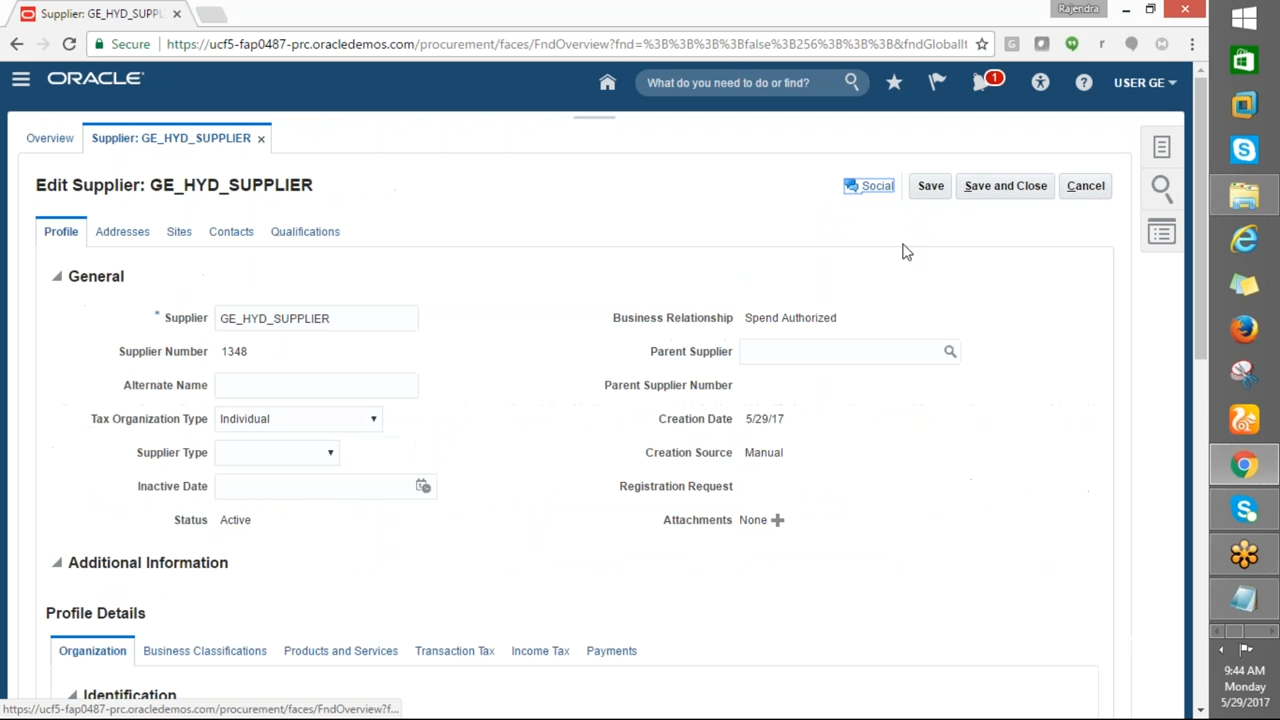 Supplier: GE_HYD_SUPPL
Rajendra
Secure
https://ucf5-fap0487-prc.oracledemos.com/procurement/faces/FndOverview?fnd=%3B%3B%3B%3Bfalse%3B256%3B%3B%3B&fndGlobalIt
ORACLE
What do you need to do or find?
1
USER GE
Overview
Supplier: GE_HYD_SUPPLIER
Edit Supplier: GE_HYD_SUPPLIER
Social
Save
Save and Close
Cancel
Profile
Addresses
Sites
Contacts
Qualifications
General
* Supplier GE_HYD_SUPPLIER
Business Relationship Spend Authorized
Supplier Number 1348
Parent Supplier
Alternate Name
Parent Supplier Number
Tax Organization Type Individual
Creation Date 5/29/17
Supplier Type
Creation Source Manual
Inactive Date
Registration Request
Status Active
Attachments None
Additional Information
Profile Details
Organization
Business Classifications
Products and Services
Transaction Tax
Income Tax
Payments
Identification
https://ucf5-fap0487-prc.oracledemos.com/procurement/faces/FndOverview?f...
9:44 AM
Monday
5/29/2017